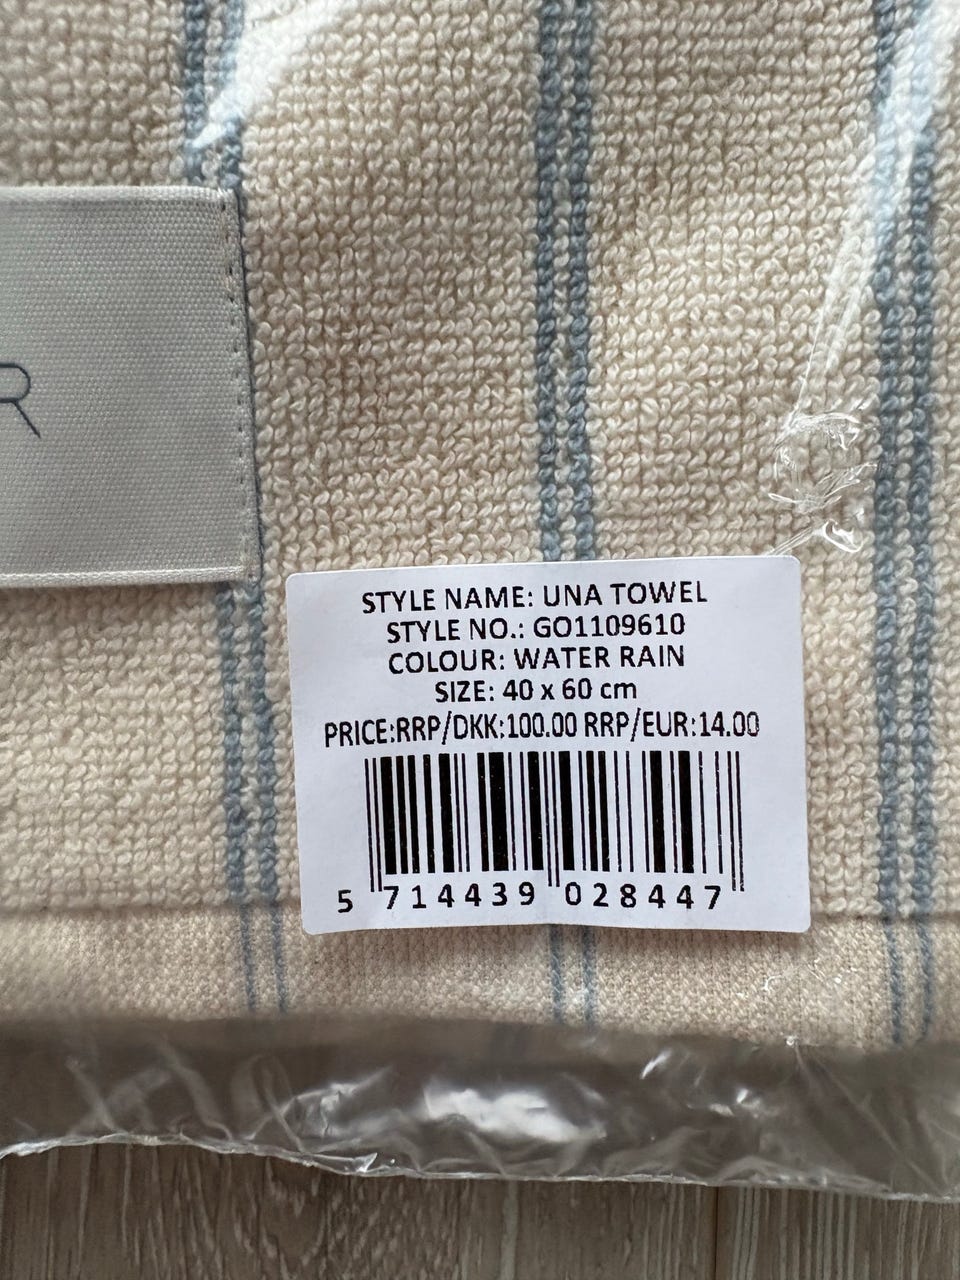 R
STYLE NAME: UNA TOWEL
STYLE NO.: GO1109610
COLOUR: WATER RAIN
SIZE: 40 x 60 cm
PRICE:RRP/DKK:100.00 RRP/EUR:14.00
5 714439 028447